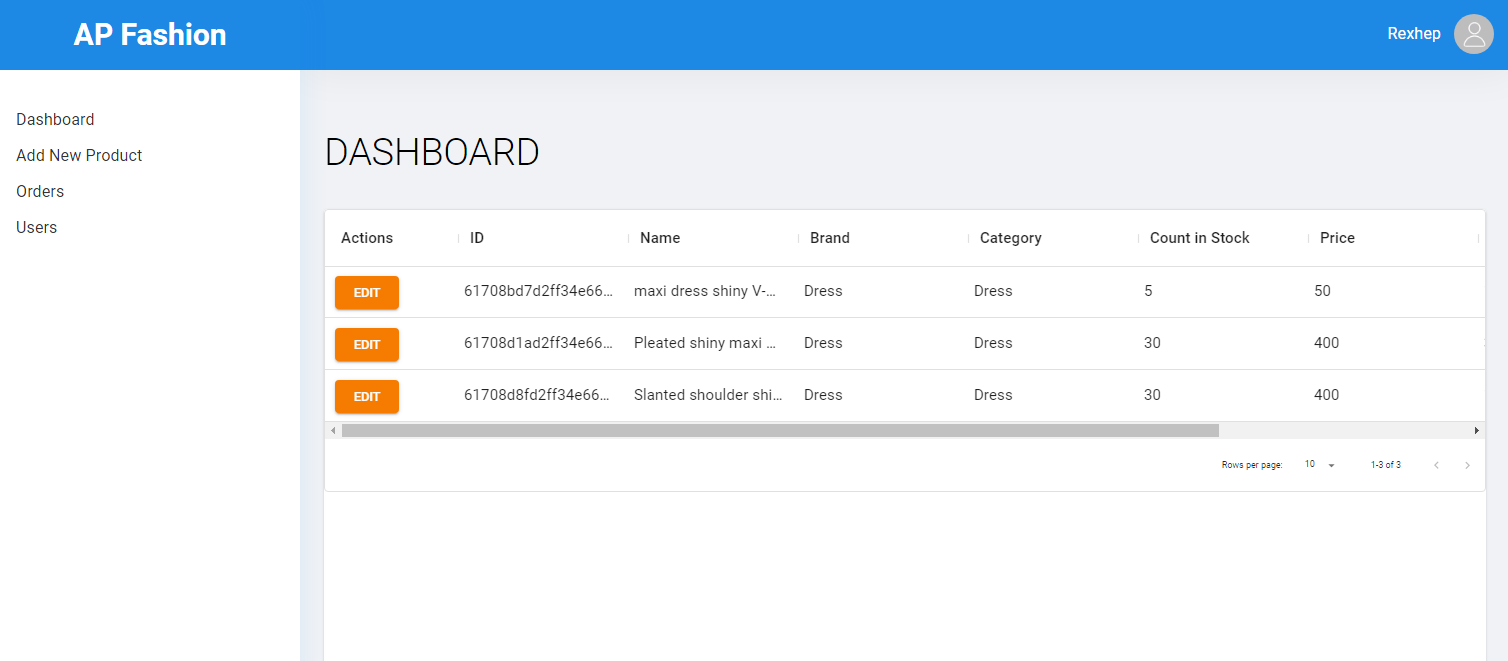 AP Fashion
Rexhep
Dashboard
Add New Product
Orders
Users
DASHBOARD
Actions ID Name Brand Category Count in Stock Price
EDIT 61708bd7d2ff34e66... maxi dress shiny V-... Dress Dress 5 50
EDIT 61708d1ad2ff34e66... Pleated shiny maxi ... Dress Dress 30 400
EDIT 61708d8fd2ff34e66... Slanted shoulder shi... Dress Dress 30 400
Rows per page: 10 1-3 of 3